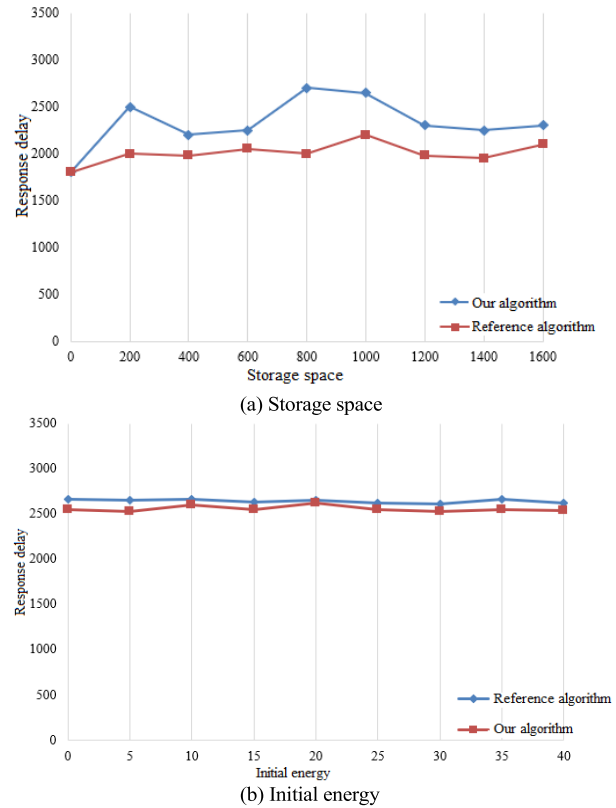 3500
3000
2500
2000
1500
1000
500
0
Response delay
Our algorithm
Reference algorithm
0 200 400 600 800 1000 1200 1400 1600
Storage space
(a) Storage space
3500
3000
2500
2000
1500
1000
500
0
Response delay
Reference algorithm
Our algorithm
0 5 10 15 20 25 30 35 40
Initial energy
(b) Initial energy